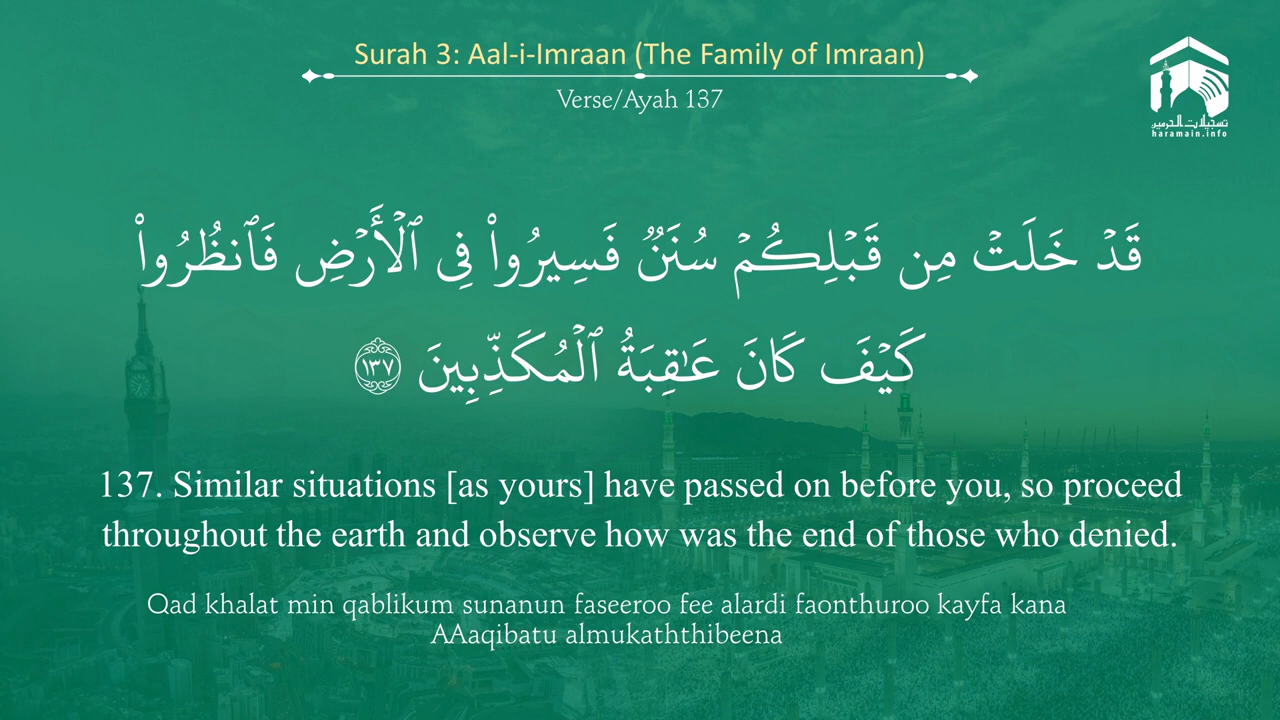 Surah 3: Aal-i-Imraan (The Family of Imraan)
Verse/Ayah 137
تسجيلات الحرمين
haramain.info
قَدۡ خَلَتۡ مِن قَبۡلِكُمۡ سُنَنٞ فَسِيرُواْ فِي ٱلۡأَرۡضِ فَٱنظُرُواْ
كَيۡفَ كَانَ عَٰقِبَةُ ٱلۡمُكَذِّبِينَ ١٣٧
137. Similar situations [as yours] have passed on before you, so proceed
throughout the earth and observe how was the end of those who denied.
Qad khalat min qablikum sunanun faseeroo fee alardi faonthuroo kayfa kana
AAaqibatu almukaththibeena